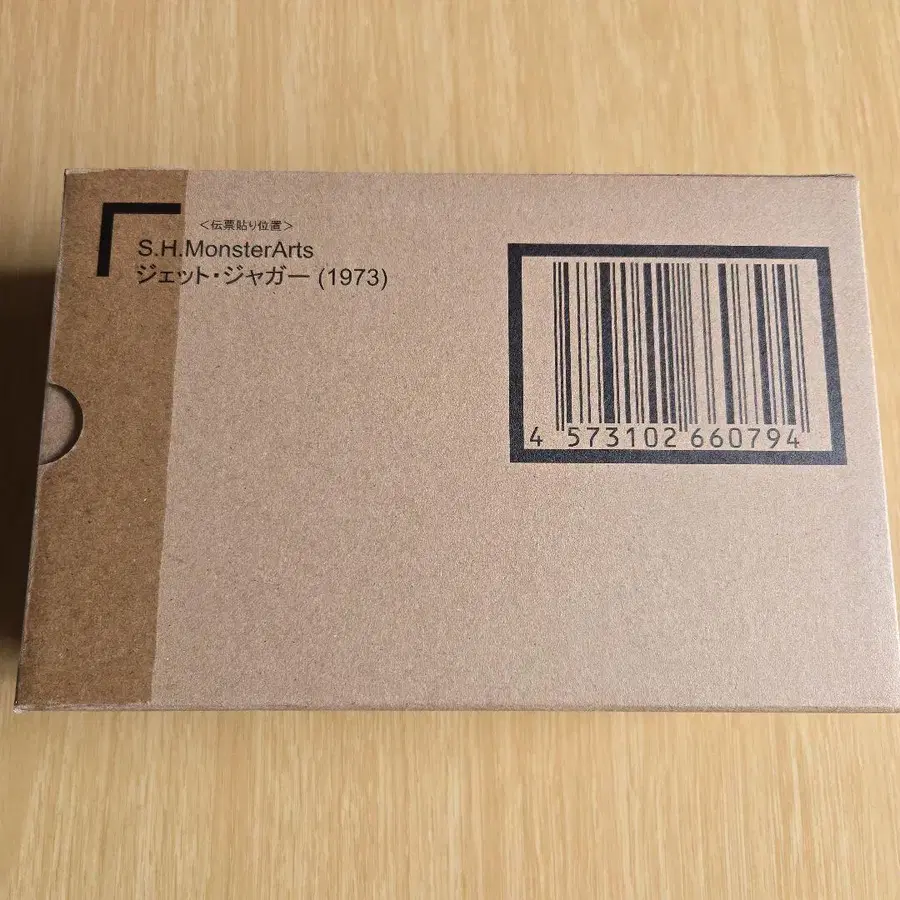 ＜伝票貼り位置＞
S.H.MonsterArts
ジェット・ジャガー (1973)
4 573102 660794